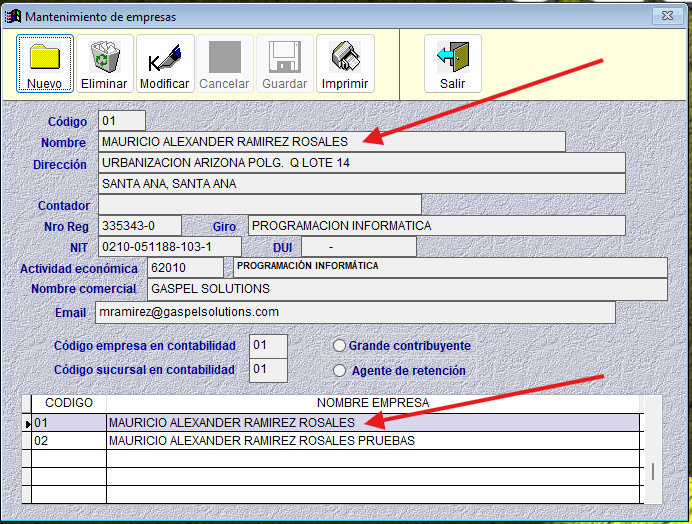 Mantenimiento de empresas
Nuevo Eliminar Modificar Cancelar Guardar Imprimir Salir
Código 01
Nombre MAURICIO ALEXANDER RAMIREZ ROSALES
Dirección URBANIZACION ARIZONA POLG. Q LOTE 14
SANTA ANA, SANTA ANA
Contador
Nro Reg 335343-0 Giro PROGRAMACION INFORMATICA
NIT 0210-051188-103-1 DUI -
Actividad económica 62010 PROGRAMACIÓN INFORMÁTICA
Nombre comercial GASPEL SOLUTIONS
Email mramirez@gaspelsolutions.com
Código empresa en contabilidad 01 Grande contribuyente
Código sucursal en contabilidad 01 Agente de retención
CODIGO NOMBRE EMPRESA
01 MAURICIO ALEXANDER RAMIREZ ROSALES
02 MAURICIO ALEXANDER RAMIREZ ROSALES PRUEBAS